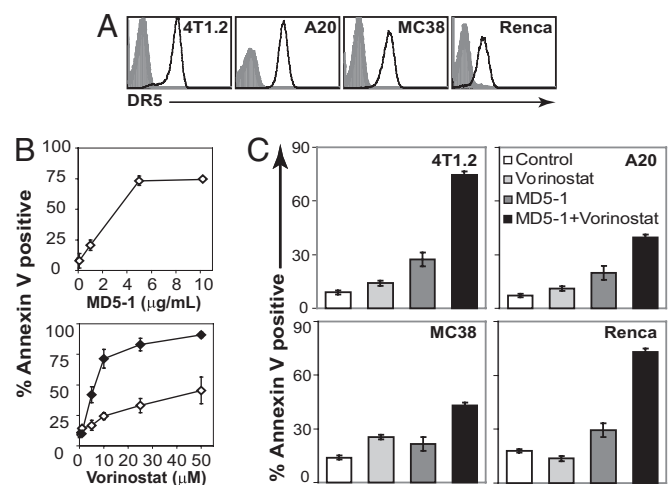 A
4T1.2
A20
MC38
Renca
DR5
B
% Annexin V positive
100
75
50
25
0
0 2 4 6 8 10
MD5-1 (μg/mL)
100
75
50
25
0
0 10 20 30 40 50
Vorinostat (μM)
C
% Annexin V positive
90
60
30
0
4T1.2
Control
Vorinostat
MD5-1
MD5-1+Vorinostat
A20
90
60
30
0
MC38
Renca